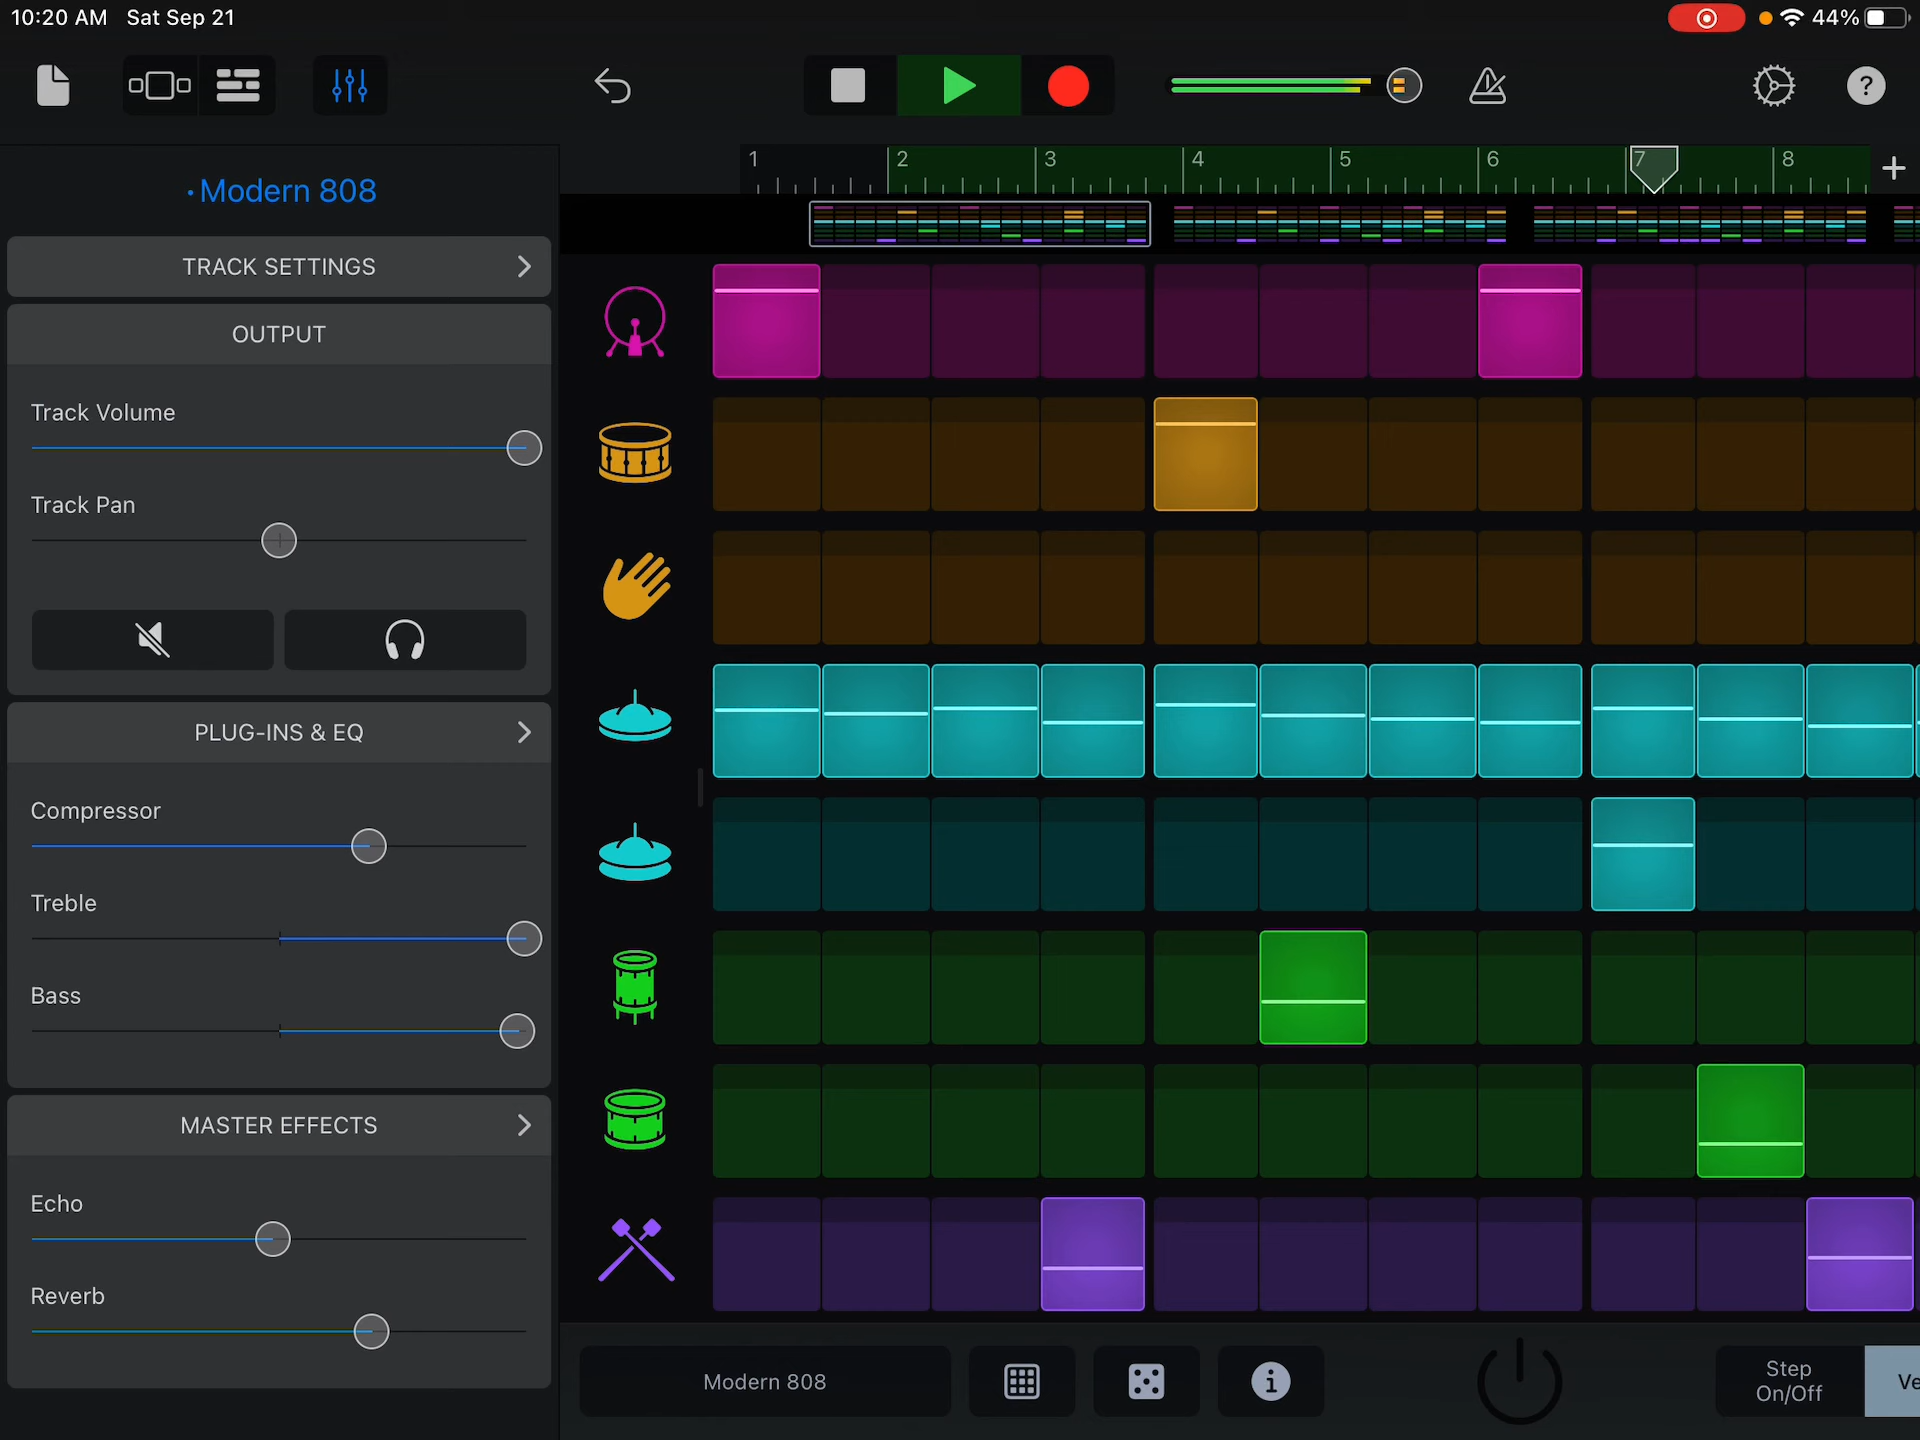 10:20 AM Sat Sep 21
44%
?
1 2 3 4 5 6 7 8
Modern 808
TRACK SETTINGS
OUTPUT
Track Volume
Track Pan
PLUG-INS & EQ
Compressor
Treble
Bass
MASTER EFFECTS
Echo
Reverb
Modern 808
i
Step
On/Off
Ve